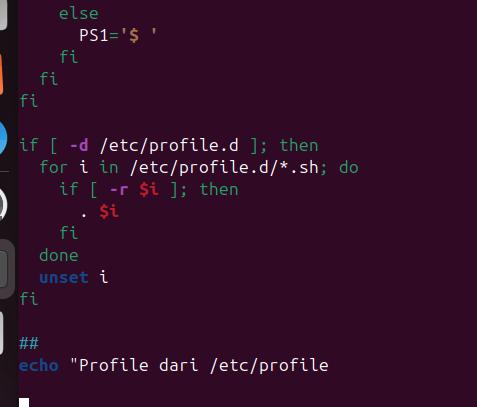 else
      PS1='$ '
    fi
  fi
fi

if [ -d /etc/profile.d ]; then
  for i in /etc/profile.d/*.sh; do
    if [ -r $i ]; then
      . $i
    fi
  done
  unset i
fi

##
echo "Profile dari /etc/profile